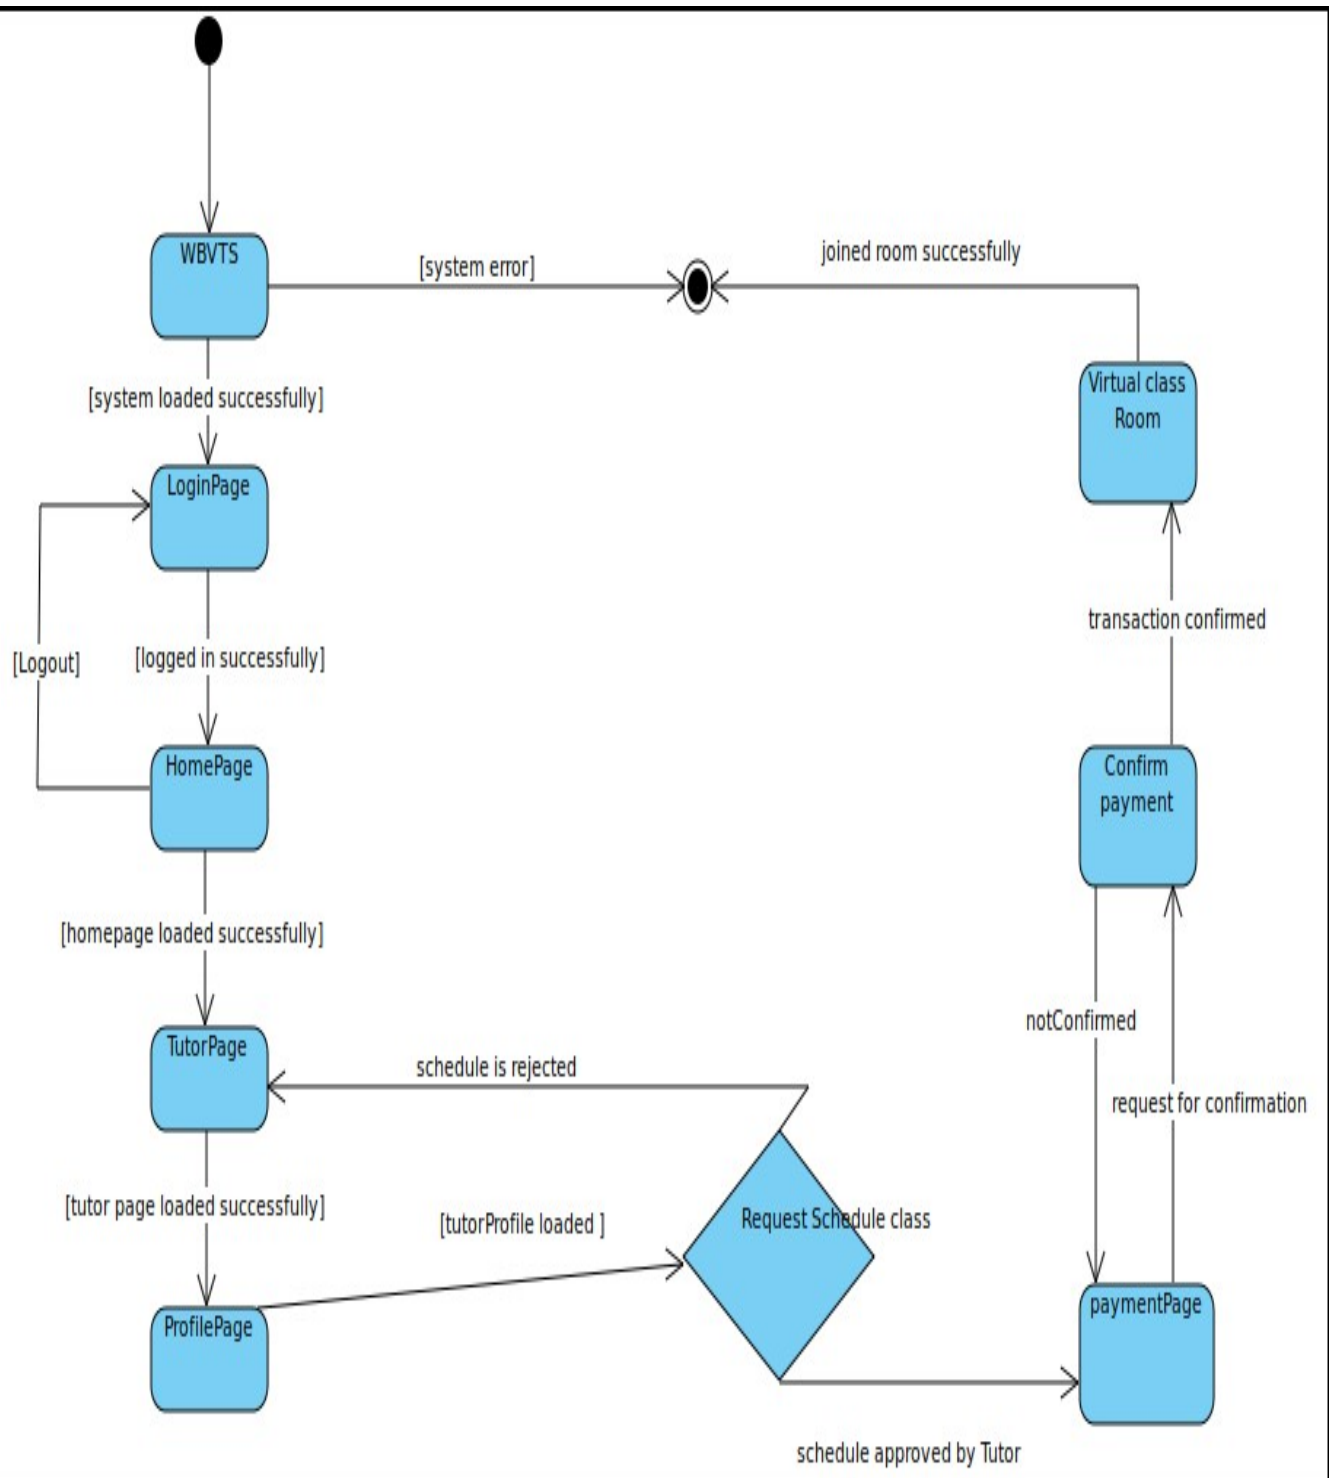 WBVTS
[system error]
joined room successfully
[system loaded successfully]
Virtual class
Room
LoginPage
[Logout]
[logged in successfully]
transaction confirmed
HomePage
Confirm
payment
[homepage loaded successfully]
notConfirmed
TutorPage
schedule is rejected
request for confirmation
[tutor page loaded successfully]
[tutorProfile loaded ]
Request Schedule class
ProfilePage
paymentPage
schedule approved by Tutor